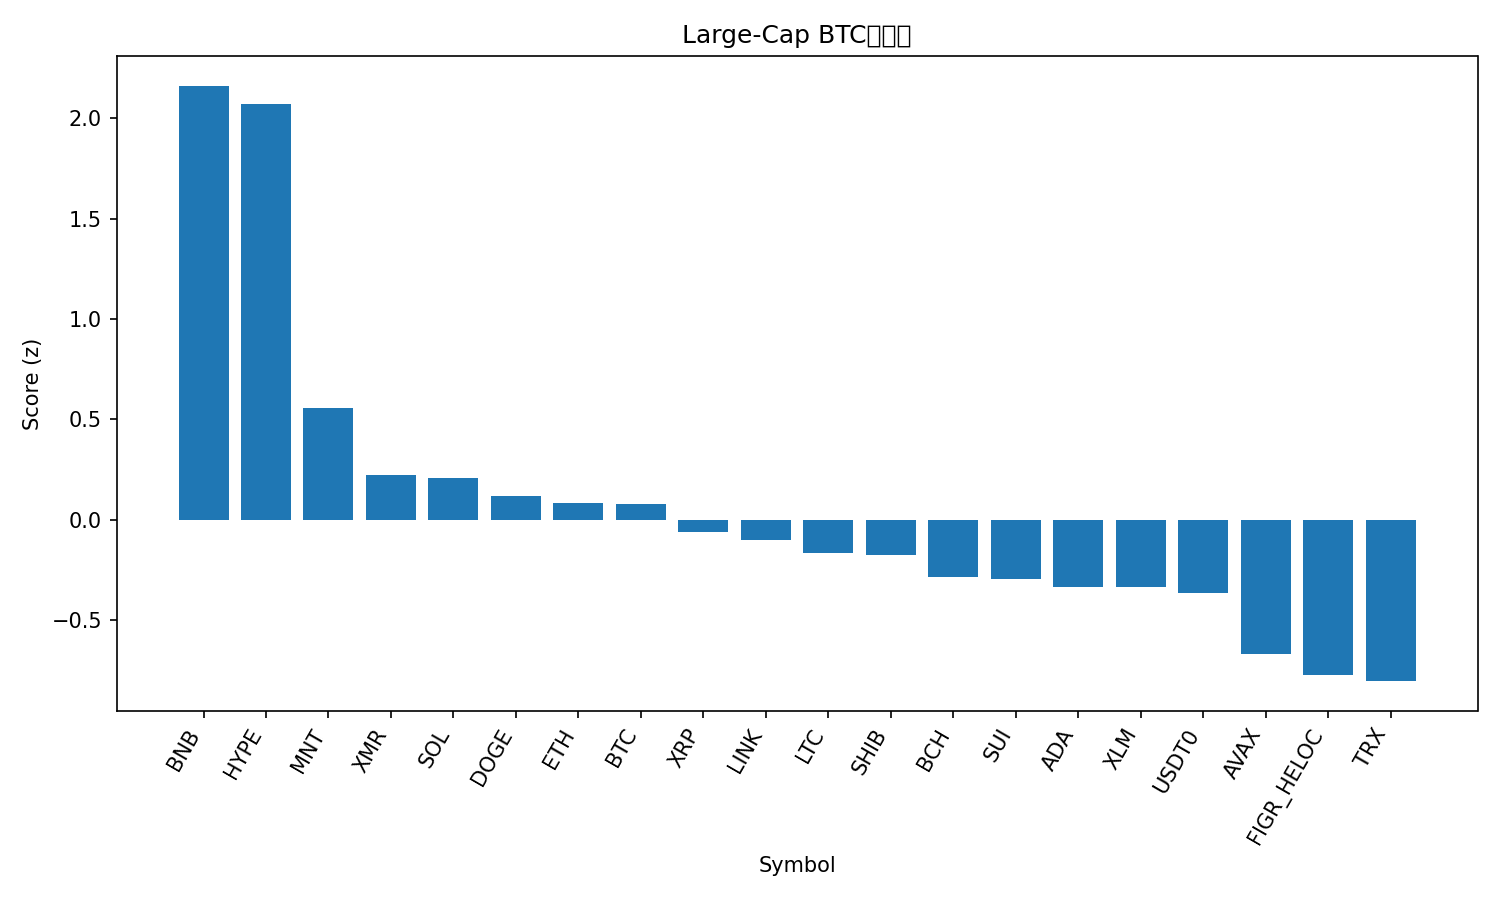 Large-Cap BTC
2.0
1.5
1.0
0.5
0.0
−0.5
Score (z)
BNB
HYPE
MNT
XMR
SOL
DOGE
ETH
BTC
XRP
LINK
LTC
SHIB
BCH
SUI
ADA
XLM
USDT0
AVAX
FIGR_HELOC
TRX
Symbol